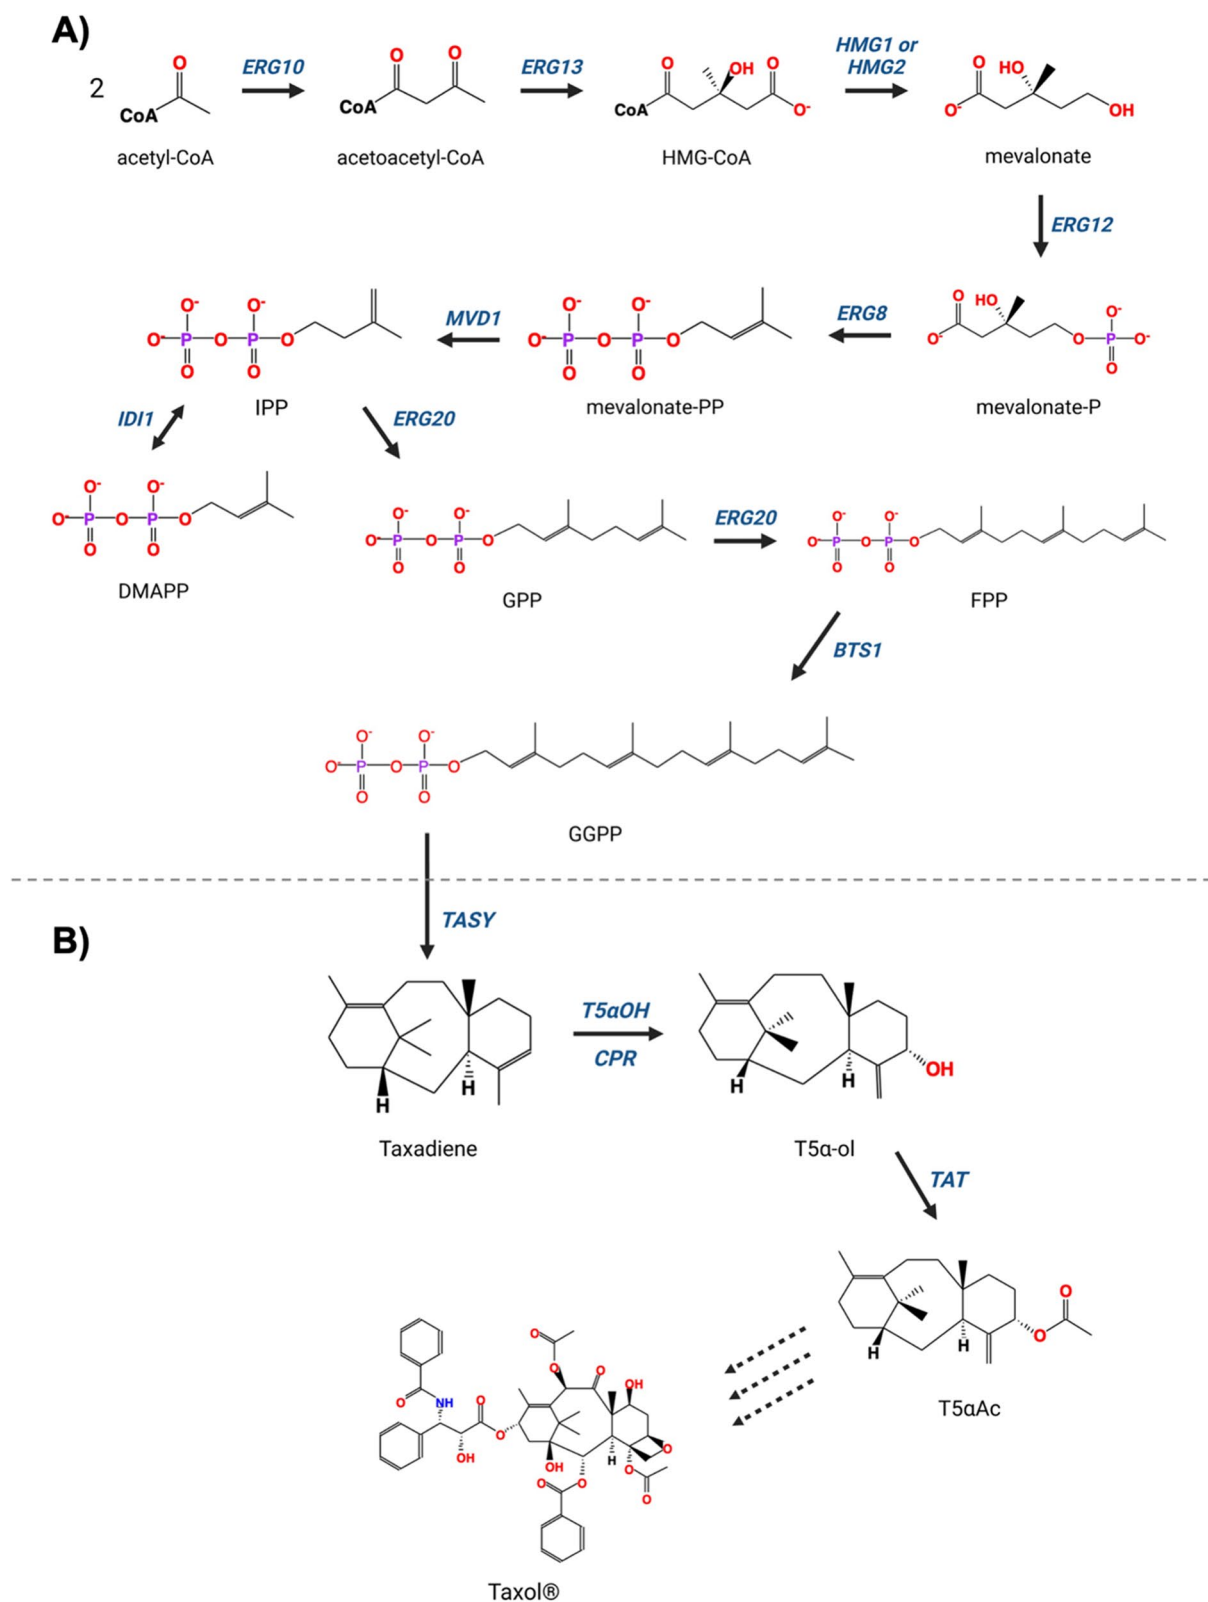 A)
2
CoA
O
acetyl-CoA
ERG10
CoA
O
O
acetoacetyl-CoA
ERG13
CoA
O
OH
O
O-
HMG-CoA
HMG1 or
HMG2
O-
O
HO
OH
mevalonate
ERG12
O- O-
O- P O P O
O O
IPP
MVD1
O- O-
O- P O P O
O O
mevalonate-PP
ERG8
O HO O-
O- O P O-
O
mevalonate-P
IDI1
ERG20
O- O-
O- P O P O
O O
DMAPP
O- O-
O- P O P O
O O
GPP
ERG20
O- O-
O- P O P O
O O
FPP
BTS1
O- O-
O- P O P O
O O
GGPP
B)
TASY
H
H
Taxadiene
T5αOH
CPR
H
H
OH
T5α-ol
TAT
H
H
O
O
T5αAc
O
O
O
OH
O
NH
O
O
OH
OH
O
O
H
O
O
O
Taxol®